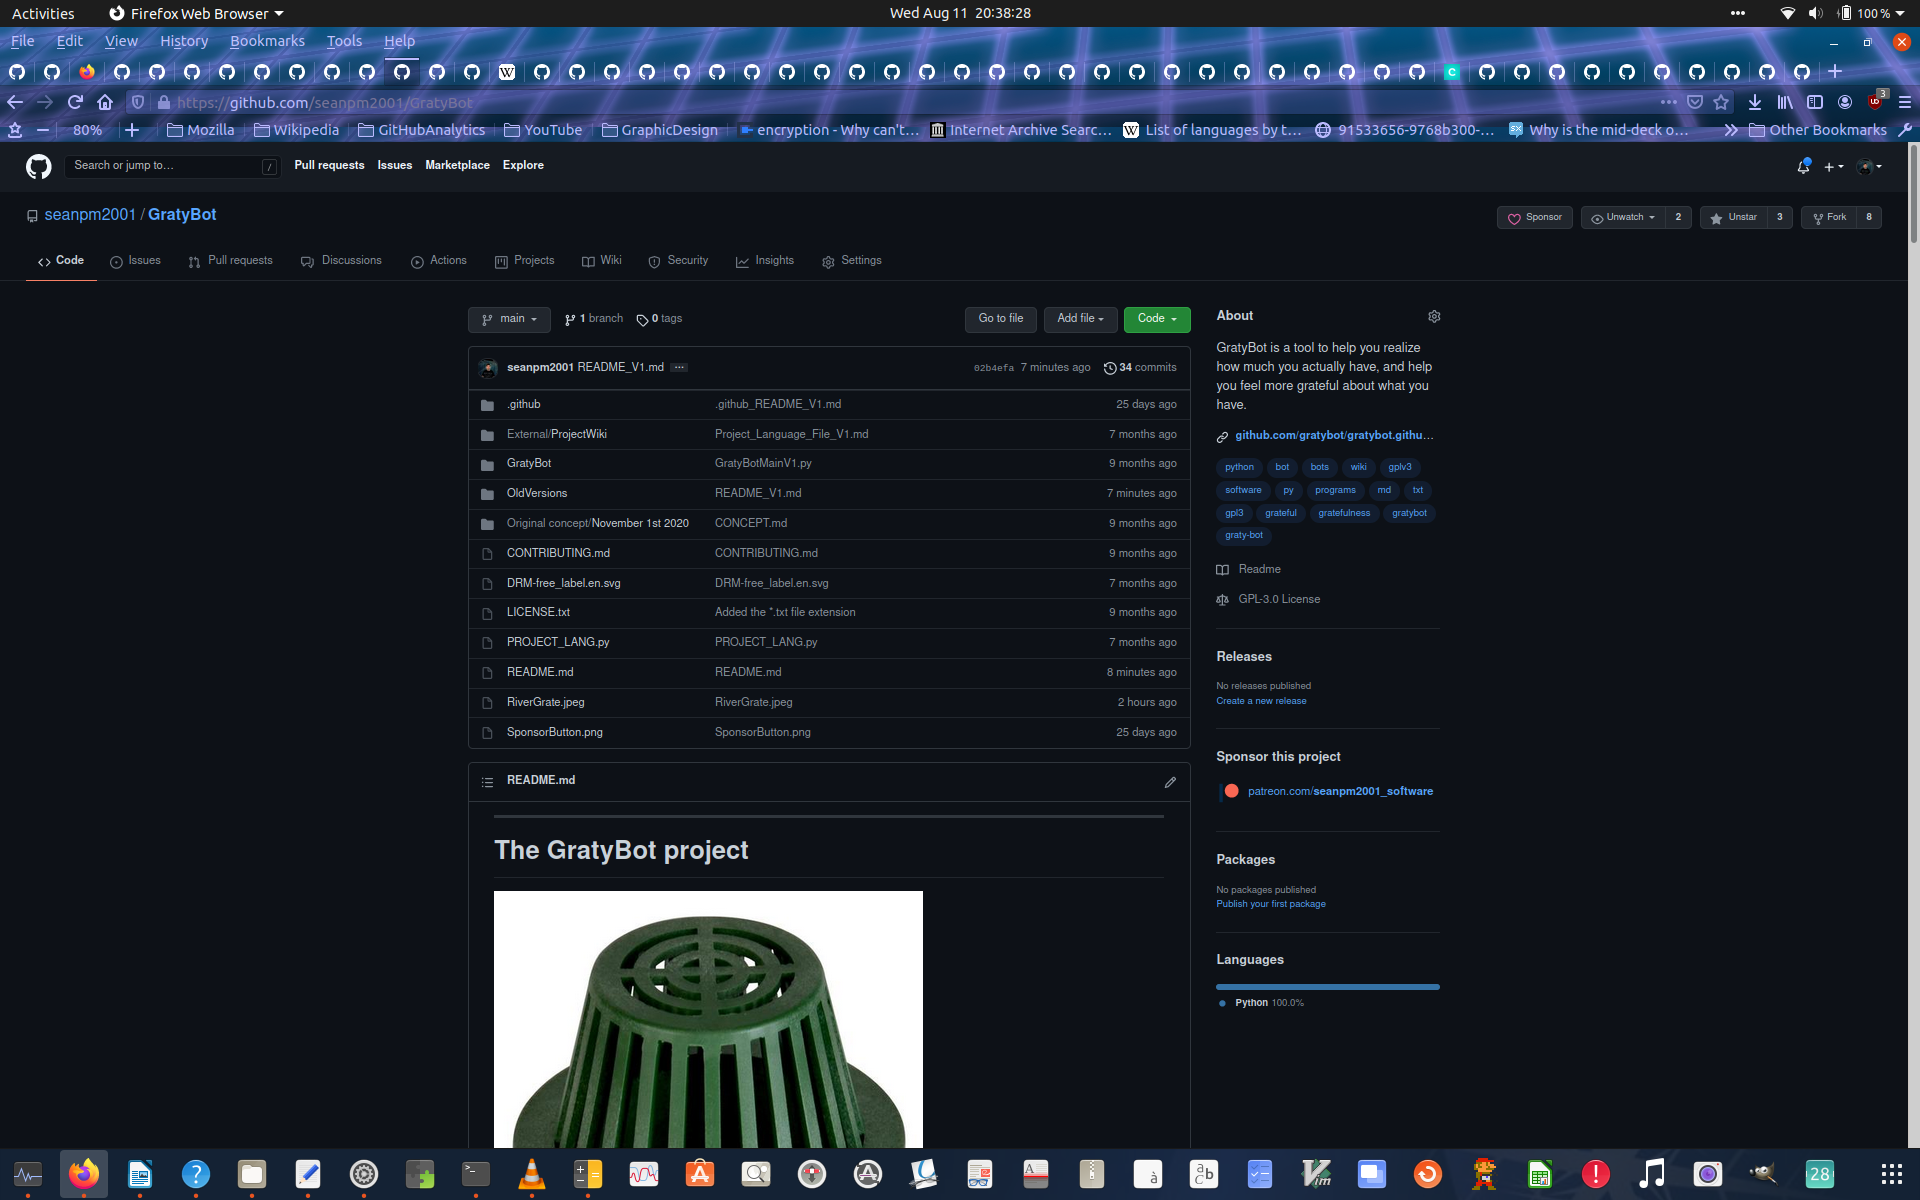 Activities Firefox Web Browser Wed Aug 11 20:38:28 100 %
File Edit View History Bookmarks Tools Help
https://github.com/seanpm2001/GratyBot 3
80% Mozilla Wikipedia GitHubAnalytics YouTube GraphicDesign encryption - Why can't… Internet Archive Searc… List of languages by t… 91533656-9768b300-… Why is the mid-deck o… Other Bookmarks
Search or jump to… / Pull requests Issues Marketplace Explore
seanpm2001 / GratyBot Sponsor Unwatch 2 Unstar 3 Fork 8
Code Issues Pull requests Discussions Actions Projects Wiki Security Insights Settings
main 1 branch 0 tags Go to file Add file Code
seanpm2001 README_V1.md ... 02b4efa 7 minutes ago 34 commits
.github .github_README_V1.md 25 days ago
External/ProjectWiki Project_Language_File_V1.md 7 months ago
GratyBot GratyBotMainV1.py 9 months ago
OldVersions README_V1.md 7 minutes ago
Original concept/November 1st 2020 CONCEPT.md 9 months ago
CONTRIBUTING.md CONTRIBUTING.md 9 months ago
DRM-free_label.en.svg DRM-free_label.en.svg 7 months ago
LICENSE.txt Added the *.txt file extension 9 months ago
PROJECT_LANG.py PROJECT_LANG.py 7 months ago
README.md README.md 8 minutes ago
RiverGrate.jpeg RiverGrate.jpeg 2 hours ago
SponsorButton.png SponsorButton.png 25 days ago
README.md
The GratyBot project
About
GratyBot is a tool to help you realize
how much you actually have, and help
you feel more grateful about what you
have.
github.com/gratybot/gratybot.githu…
python bot bots wiki gplv3
software py programs md txt
gpl3 grateful gratefulness gratybot
graty-bot
Readme
GPL-3.0 License
Releases
No releases published
Create a new release
Sponsor this project
patreon.com/seanpm2001_software
Packages
No packages published
Publish your first package
Languages
Python 100.0%
28